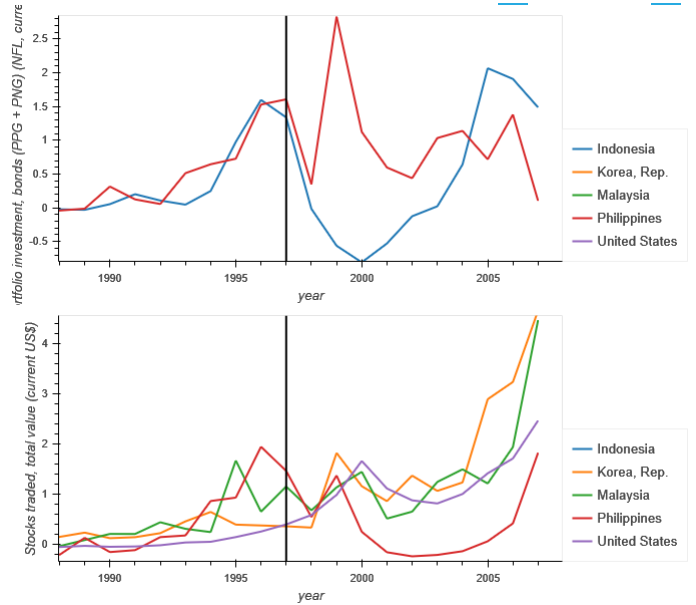 rtfolio investment, bonds (PPG + PNG) (NFL, curre
2.5
2
1.5
1
0.5
0
-0.5
1990
1995
2000
2005
year
Indonesia
Korea, Rep.
Malaysia
Philippines
United States
Stocks traded, total value (current US$)
4
3
2
1
0
1990
1995
2000
2005
year
Indonesia
Korea, Rep.
Malaysia
Philippines
United States